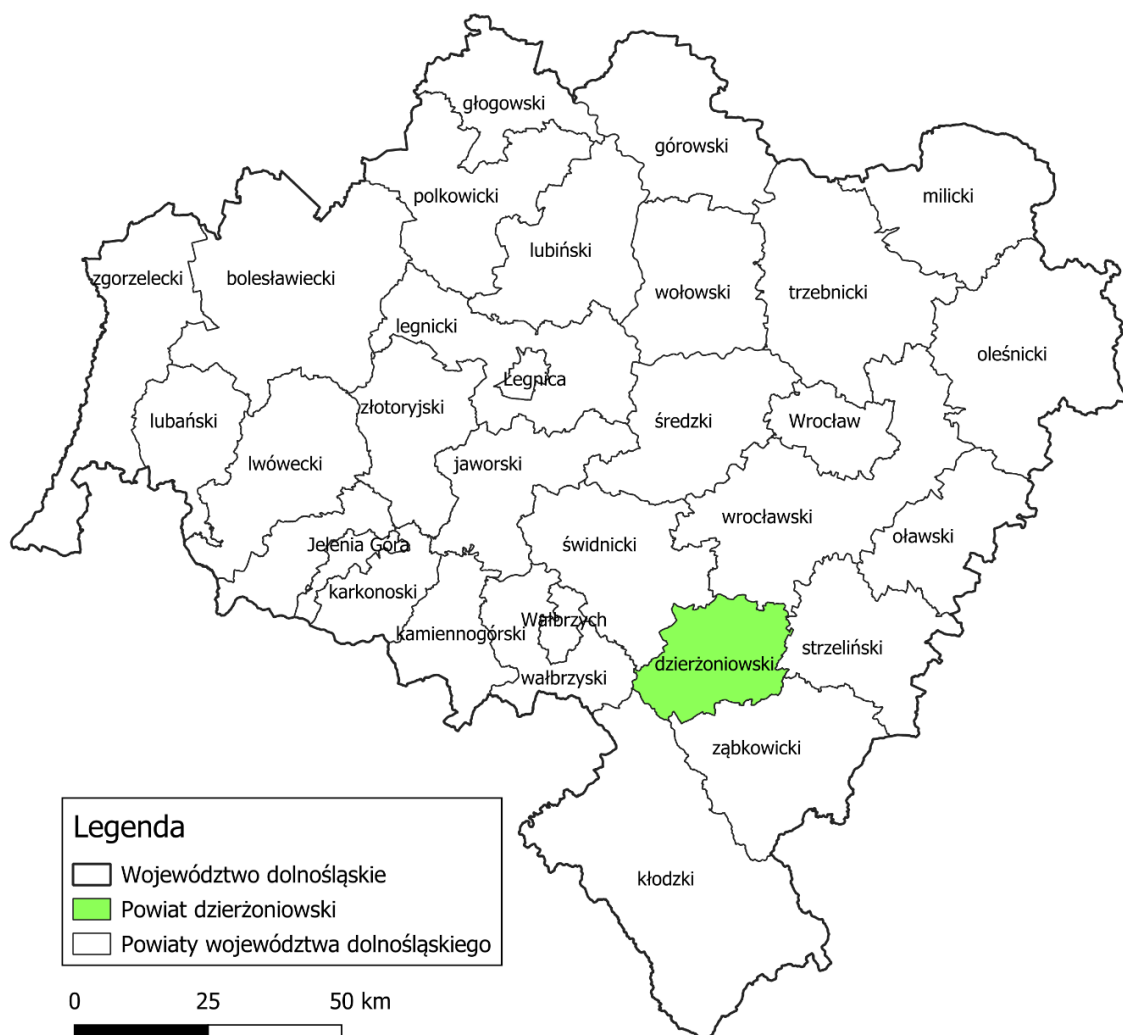 głogowski
górowski
milicki
polkowicki
lubiński
zgorzelecki
bolesławiecki
wołowski
trzebnicki
legnicki
oleśnicki
Legnica
złotoryjski
lubański
średzki
Wrocław
lwówecki
jaworski
wrocławski
oławski
Jelenia Góra
świdnicki
karkonoski
kamiennogórski
Wałbrzych
strzeliński
dzierżoniowski
wałbrzyski
ząbkowicki
kłodzki
Legenda
Województwo dolnośląskie
Powiat dzierżoniowski
Powiaty województwa dolnośląskiego
0 25 50 km